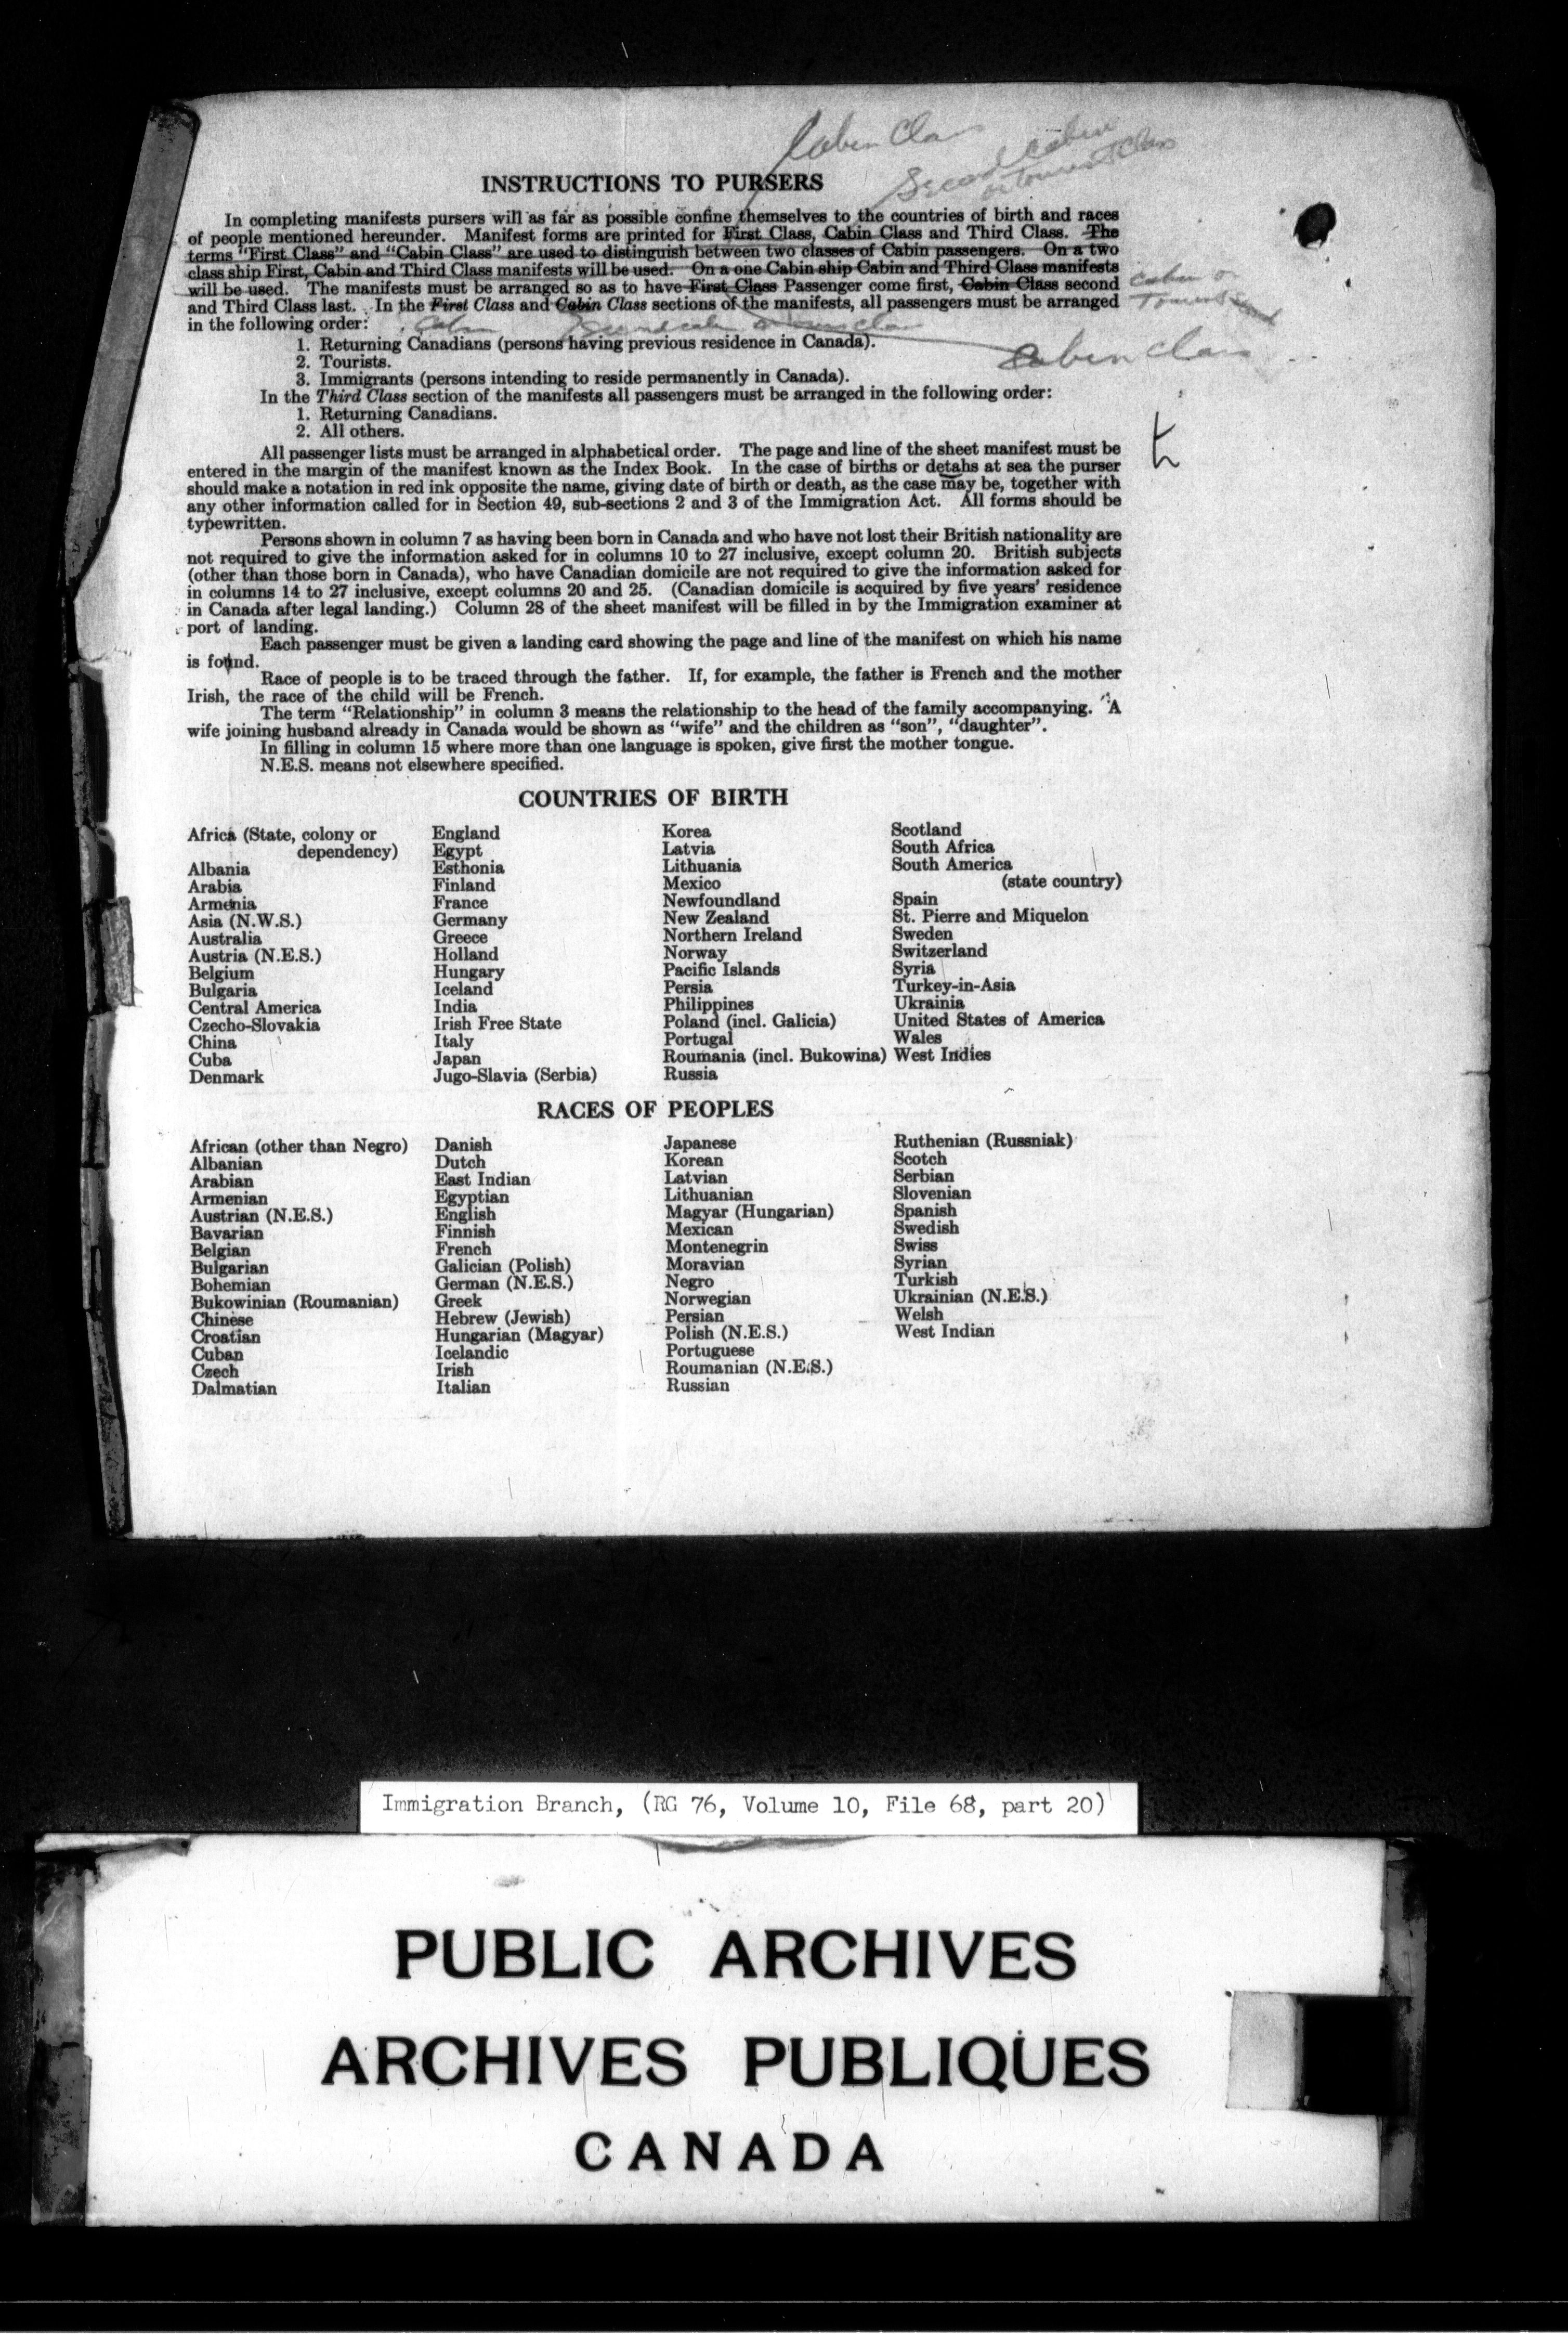 Cabin Class
Second Cabin
or Tourist Class
INSTRUCTIONS TO PURSERS
In completing manifests pursers will as far as possible confine themselves to the countries of birth and races
of people mentioned hereunder. Manifest forms are printed for First Class, Cabin Class and Third Class. The
terms “First Class” and “Cabin Class” are used to distinguish between two classes of Cabin passengers. On a two
class ship First, Cabin and Third Class manifests will be used. On a one Cabin ship Cabin and Third Class manifests
will be used. The manifests must be arranged so as to have First Class Passenger come first, Cabin Class second
Cabin or
Tourist
and Third Class last. In the First Class and Cabin Class sections of the manifests, all passengers must be arranged
in the following order:
Cabin Second cabin or class
Cabin Class
1. Returning Canadians (persons having previous residence in Canada).
2. Tourists.
3. Immigrants (persons intending to reside permanently in Canada).
In the Third Class section of the manifests all passengers must be arranged in the following order:
1. Returning Canadians.
2. All others.
All passenger lists must be arranged in alphabetical order. The page and line of the sheet manifest must be
entered in the margin of the manifest known as the Index Book. In the case of births or detahs at sea the purser
should make a notation in red ink opposite the name, giving date of birth or death, as the case may be, together with
any other information called for in Section 49, sub-sections 2 and 3 of the Immigration Act. All forms should be
typewritten.
Persons shown in column 7 as having been born in Canada and who have not lost their British nationality are
not required to give the information asked for in columns 10 to 27 inclusive, except column 20. British subjects
(other than those born in Canada), who have Canadian domicile are not required to give the information asked for
in columns 14 to 27 inclusive, except columns 20 and 25. (Canadian domicile is acquired by five years’ residence
in Canada after legal landing.) Column 28 of the sheet manifest will be filled in by the Immigration examiner at
port of landing.
Each passenger must be given a landing card showing the page and line of the manifest on which his name
is found.
Race of people is to be traced through the father. If, for example, the father is French and the mother
Irish, the race of the child will be French.
The term “Relationship” in column 3 means the relationship to the head of the family accompanying. A
wife joining husband already in Canada would be shown as “wife” and the children as “son”, “daughter”.
In filling in column 15 where more than one language is spoken, give first the mother tongue.
N.E.S. means not elsewhere specified.
COUNTRIES OF BIRTH
Africa (State, colony or
dependency)
Albania
Arabia
Armenia
Asia (N.W.S.)
Australia
Austria (N.E.S.)
Belgium
Bulgaria
Central America
Czecho-Slovakia
China
Cuba
Denmark
England
Egypt
Esthonia
Finland
France
Germany
Greece
Holland
Hungary
Iceland
India
Irish Free State
Italy
Japan
Jugo-Slavia (Serbia)
Korea
Latvia
Lithuania
Mexico
Newfoundland
New Zealand
Northern Ireland
Norway
Pacific Islands
Persia
Philippines
Poland (incl. Galicia)
Portugal
Roumania (incl. Bukowina)
Russia
Scotland
South Africa
South America
(state country)
Spain
St. Pierre and Miquelon
Sweden
Switzerland
Syria
Turkey-in-Asia
Ukrainia
United States of America
Wales
West Indies
RACES OF PEOPLES
African (other than Negro)
Albanian
Arabian
Armenian
Austrian (N.E.S.)
Bavarian
Belgian
Bulgarian
Bohemian
Bukowinian (Roumanian)
Chinese
Croatian
Cuban
Czech
Dalmatian
Danish
Dutch
East Indian
Egyptian
English
Finnish
French
Galician (Polish)
German (N.E.S.)
Greek
Hebrew (Jewish)
Hungarian (Magyar)
Icelandic
Irish
Italian
Japanese
Korean
Latvian
Lithuanian
Magyar (Hungarian)
Mexican
Montenegrin
Moravian
Negro
Norwegian
Persian
Polish (N.E.S.)
Portuguese
Roumanian (N.E.S.)
Russian
Ruthenian (Russniak)
Scotch
Serbian
Slovenian
Spanish
Swedish
Swiss
Syrian
Turkish
Ukrainian (N.E.S.)
Welsh
West Indian
Immigration Branch, (RG 76, Volume 10, File 68, part 20)
PUBLIC ARCHIVES
ARCHIVES PUBLIQUES
CANADA